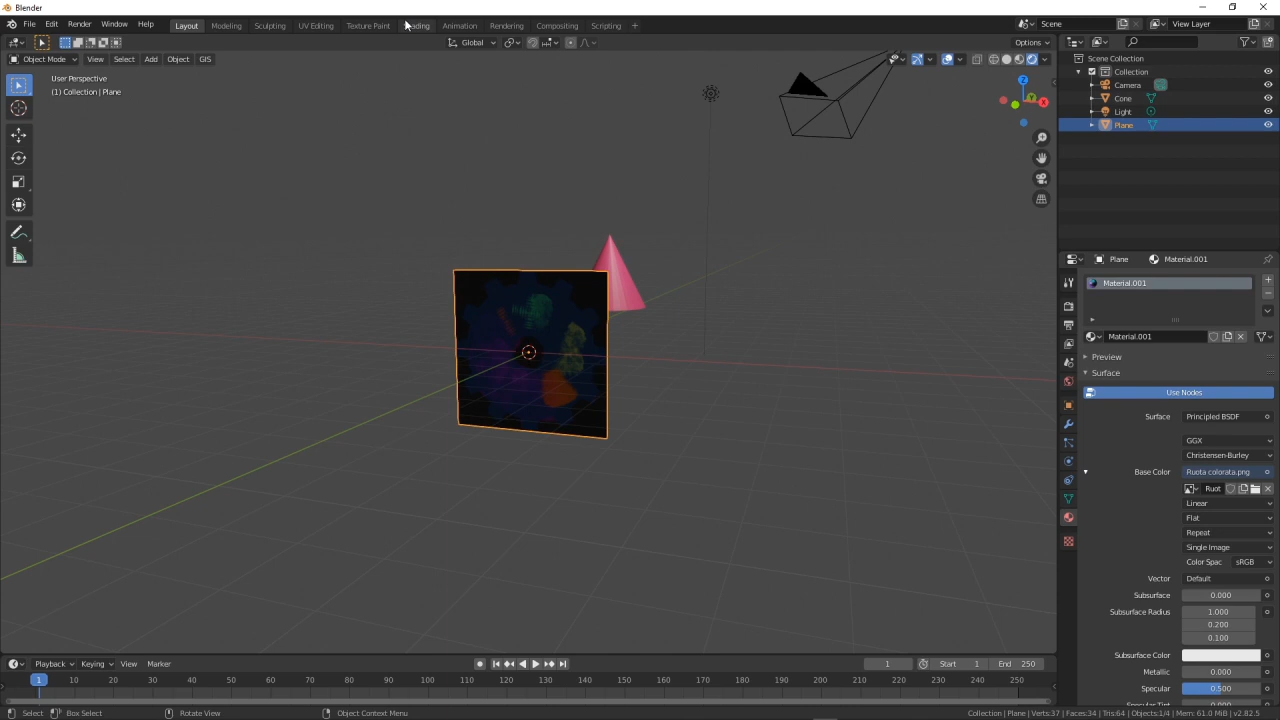 Blender
File Edit Render Window Help Layout Modeling Sculpting UV Editing Texture Paint Shading Animation Rendering Compositing Scripting + Scene View Layer
Global Options
Object Mode View Select Add Object GIS
User Perspective
(1) Collection | Plane
X
Y
Z
Scene Collection
Collection
Camera
Cone
Light
Plane
Plane Material.001
Material.001
Material.001
Preview
Surface
Use Nodes
Surface Principled BSDF
GGX
Christensen-Burley
Base Color Ruota colorata.png
Ruot
Linear
Flat
Repeat
Single Image
Color Spac sRGB
Vector Default
Subsurface 0.000
Subsurface Radius 1.000
0.200
0.100
Subsurface Color
Metallic 0.000
Specular 0.500
Playback Keying View Marker 1 Start 1 End 250
1 10 20 30 40 50 60 70 80 90 100 110 120 130 140 150 160 170 180 190 200 210 220 230 240 250
Select Box Select Rotate View Object Context Menu Collection | Plane | Verts:37 | Faces:34 | Tris:64 | Objects:1/4 | Mem: 61.0 MiB | v2.82.5